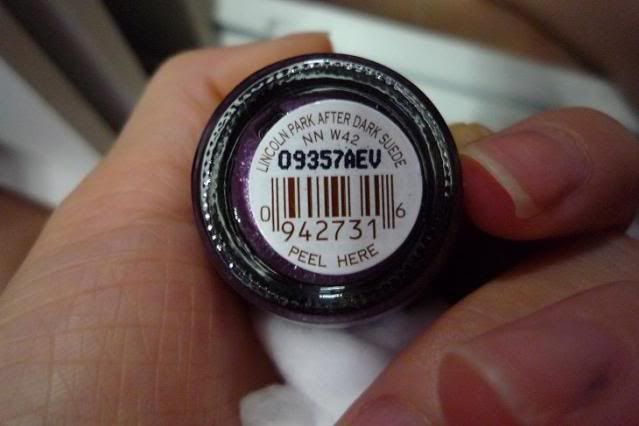 LINCOLN PARK AFTER DARK SUEDE
NN W42
09357AEV
0 942731 6
PEEL HERE